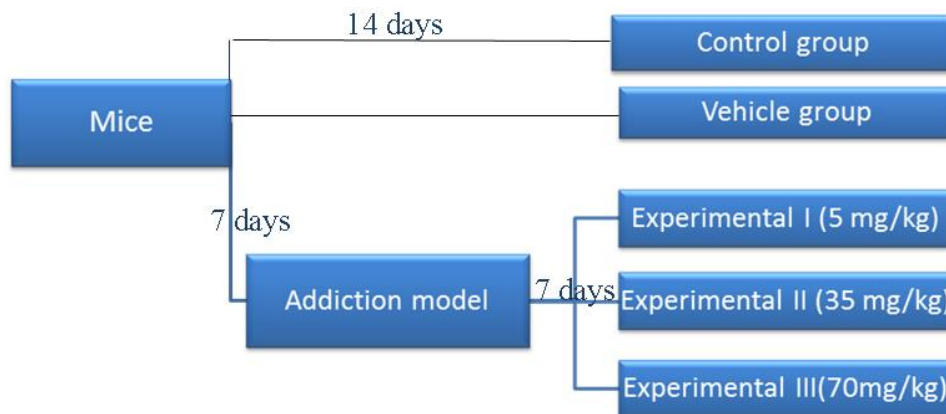 14 days
Control group
Mice
Vehicle group
7 days
Experimental I (5 mg/kg)
Addiction model
7 days
Experimental II (35 mg/kg)
Experimental III(70mg/kg)